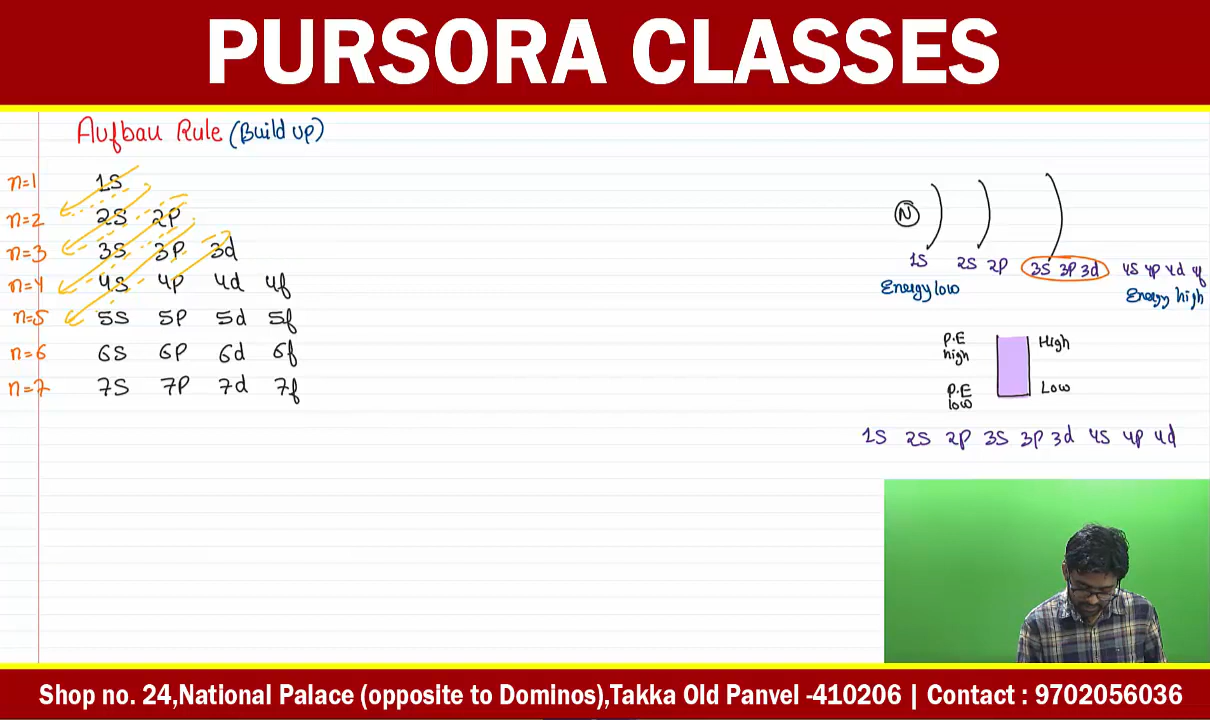 PURSORA CLASSES
Aufbau Rule (Build up)
n=1 1S
n=2 2S 2P
n=3 3S 3P 3d
n=4 4S 4P 4d 4f
n=5 5S 5P 5d 5f
n=6 6S 6P 6d 6f
n=7 7S 7P 7d 7f
N
1S 2S 2P 3S 3P 3d 4S 4P 4d 4f
Energy low Energy high
P.E High
high
P.E Low
low
1S 2S 2P 3S 3P 3d 4S 4P 4d
Shop no. 24,National Palace (opposite to Dominos),Takka Old Panvel -410206 | Contact : 9702056036